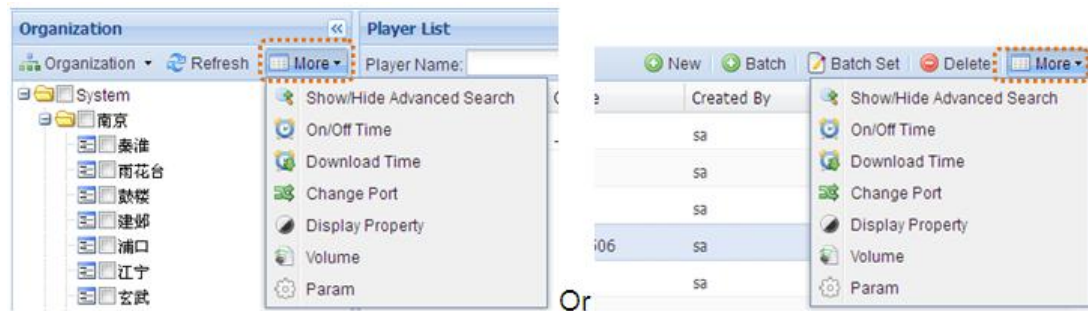 Organization
Organization
Refresh
More
System
南京
秦淮
雨花台
鼓楼
建邺
浦口
江宁
玄武
Player List
Player Name:
Show/Hide Advanced Search
On/Off Time
Download Time
Change Port
Display Property
Volume
Param
Or
New
Batch
Batch Set
Delete
More
Created By
sa
sa
sa
sa
sa
Show/Hide Advanced Search
On/Off Time
Download Time
Change Port
Display Property
Volume
Param